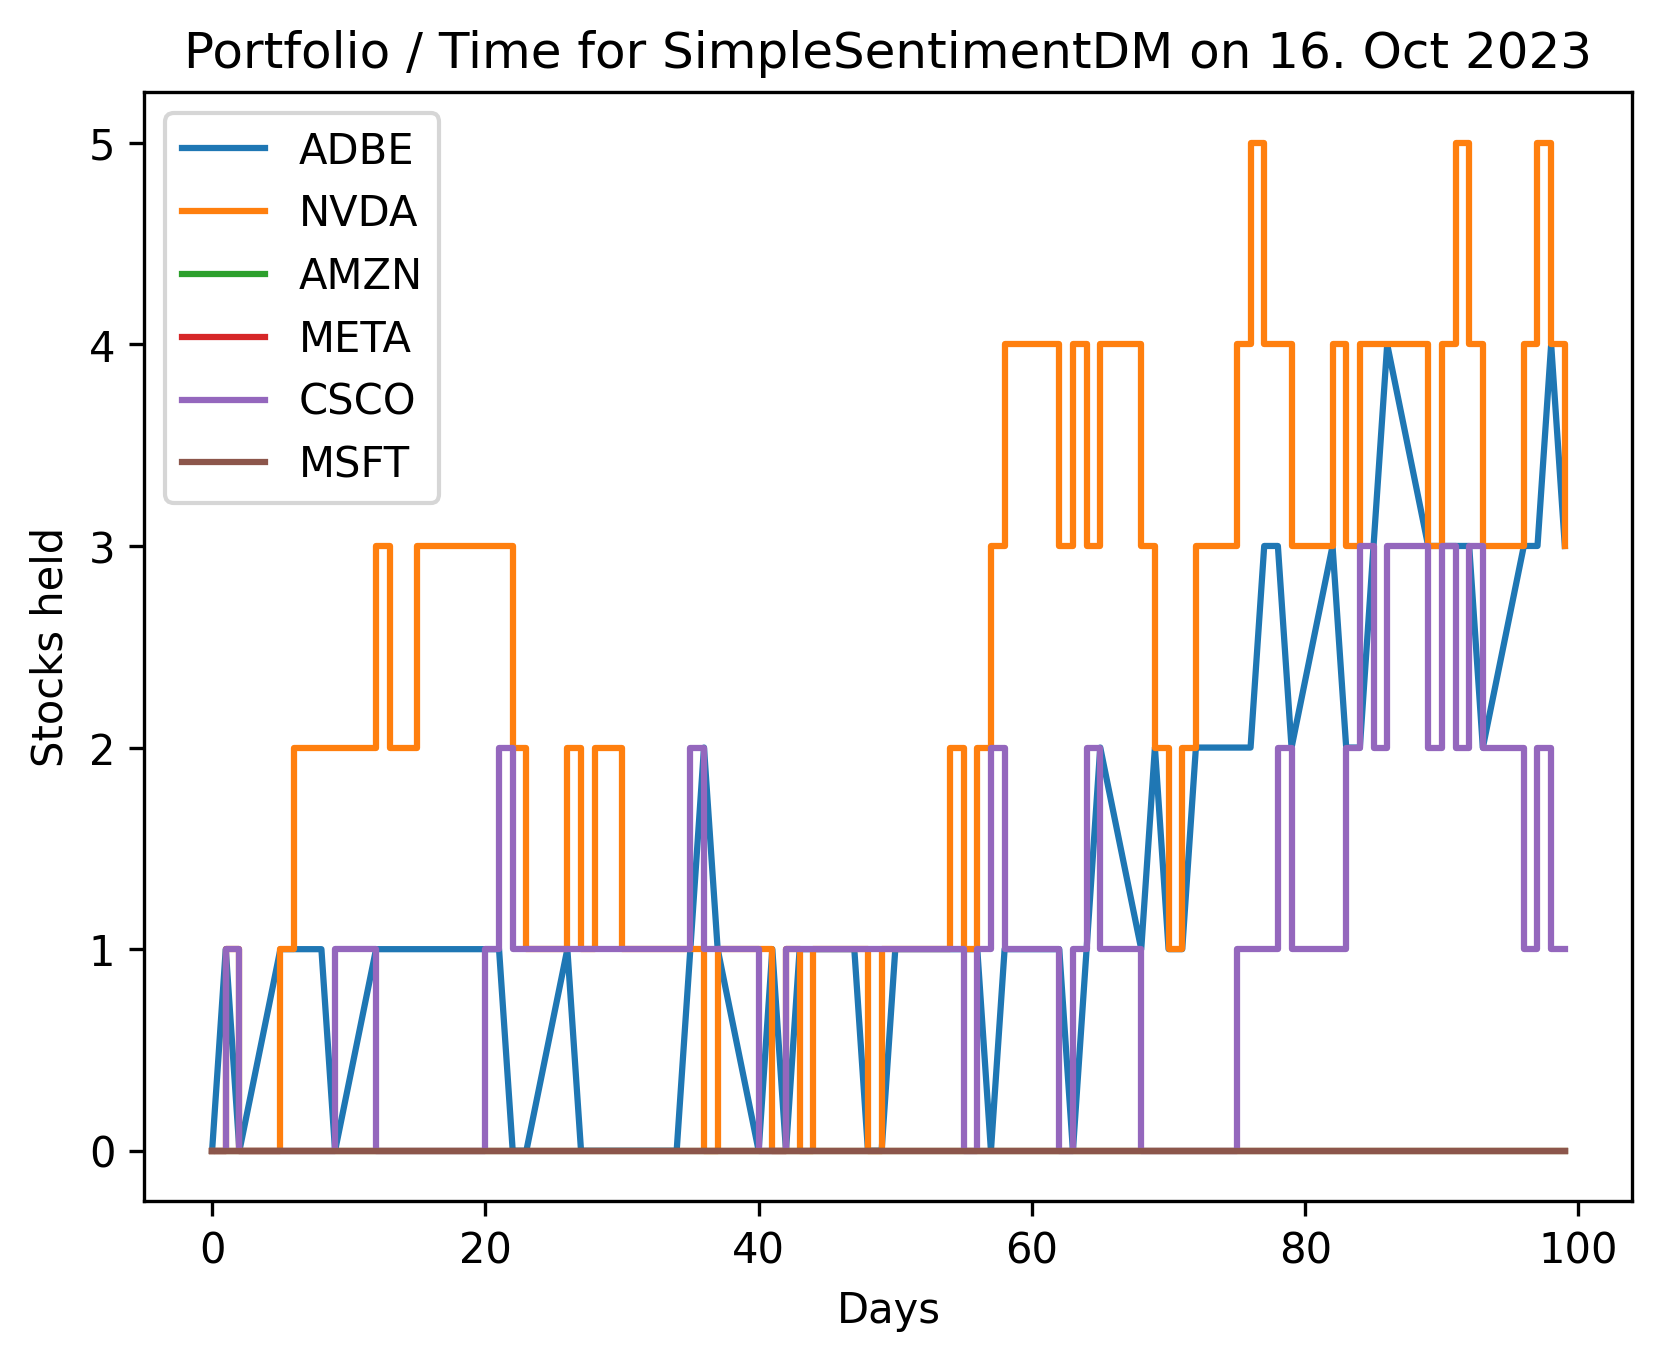 Portfolio / Time for SimpleSentimentDM on 16. Oct 2023
ADBE
NVDA
AMZN
META
CSCO
MSFT
5
4
3
2
1
0
Stocks held
0 20 40 60 80 100
Days